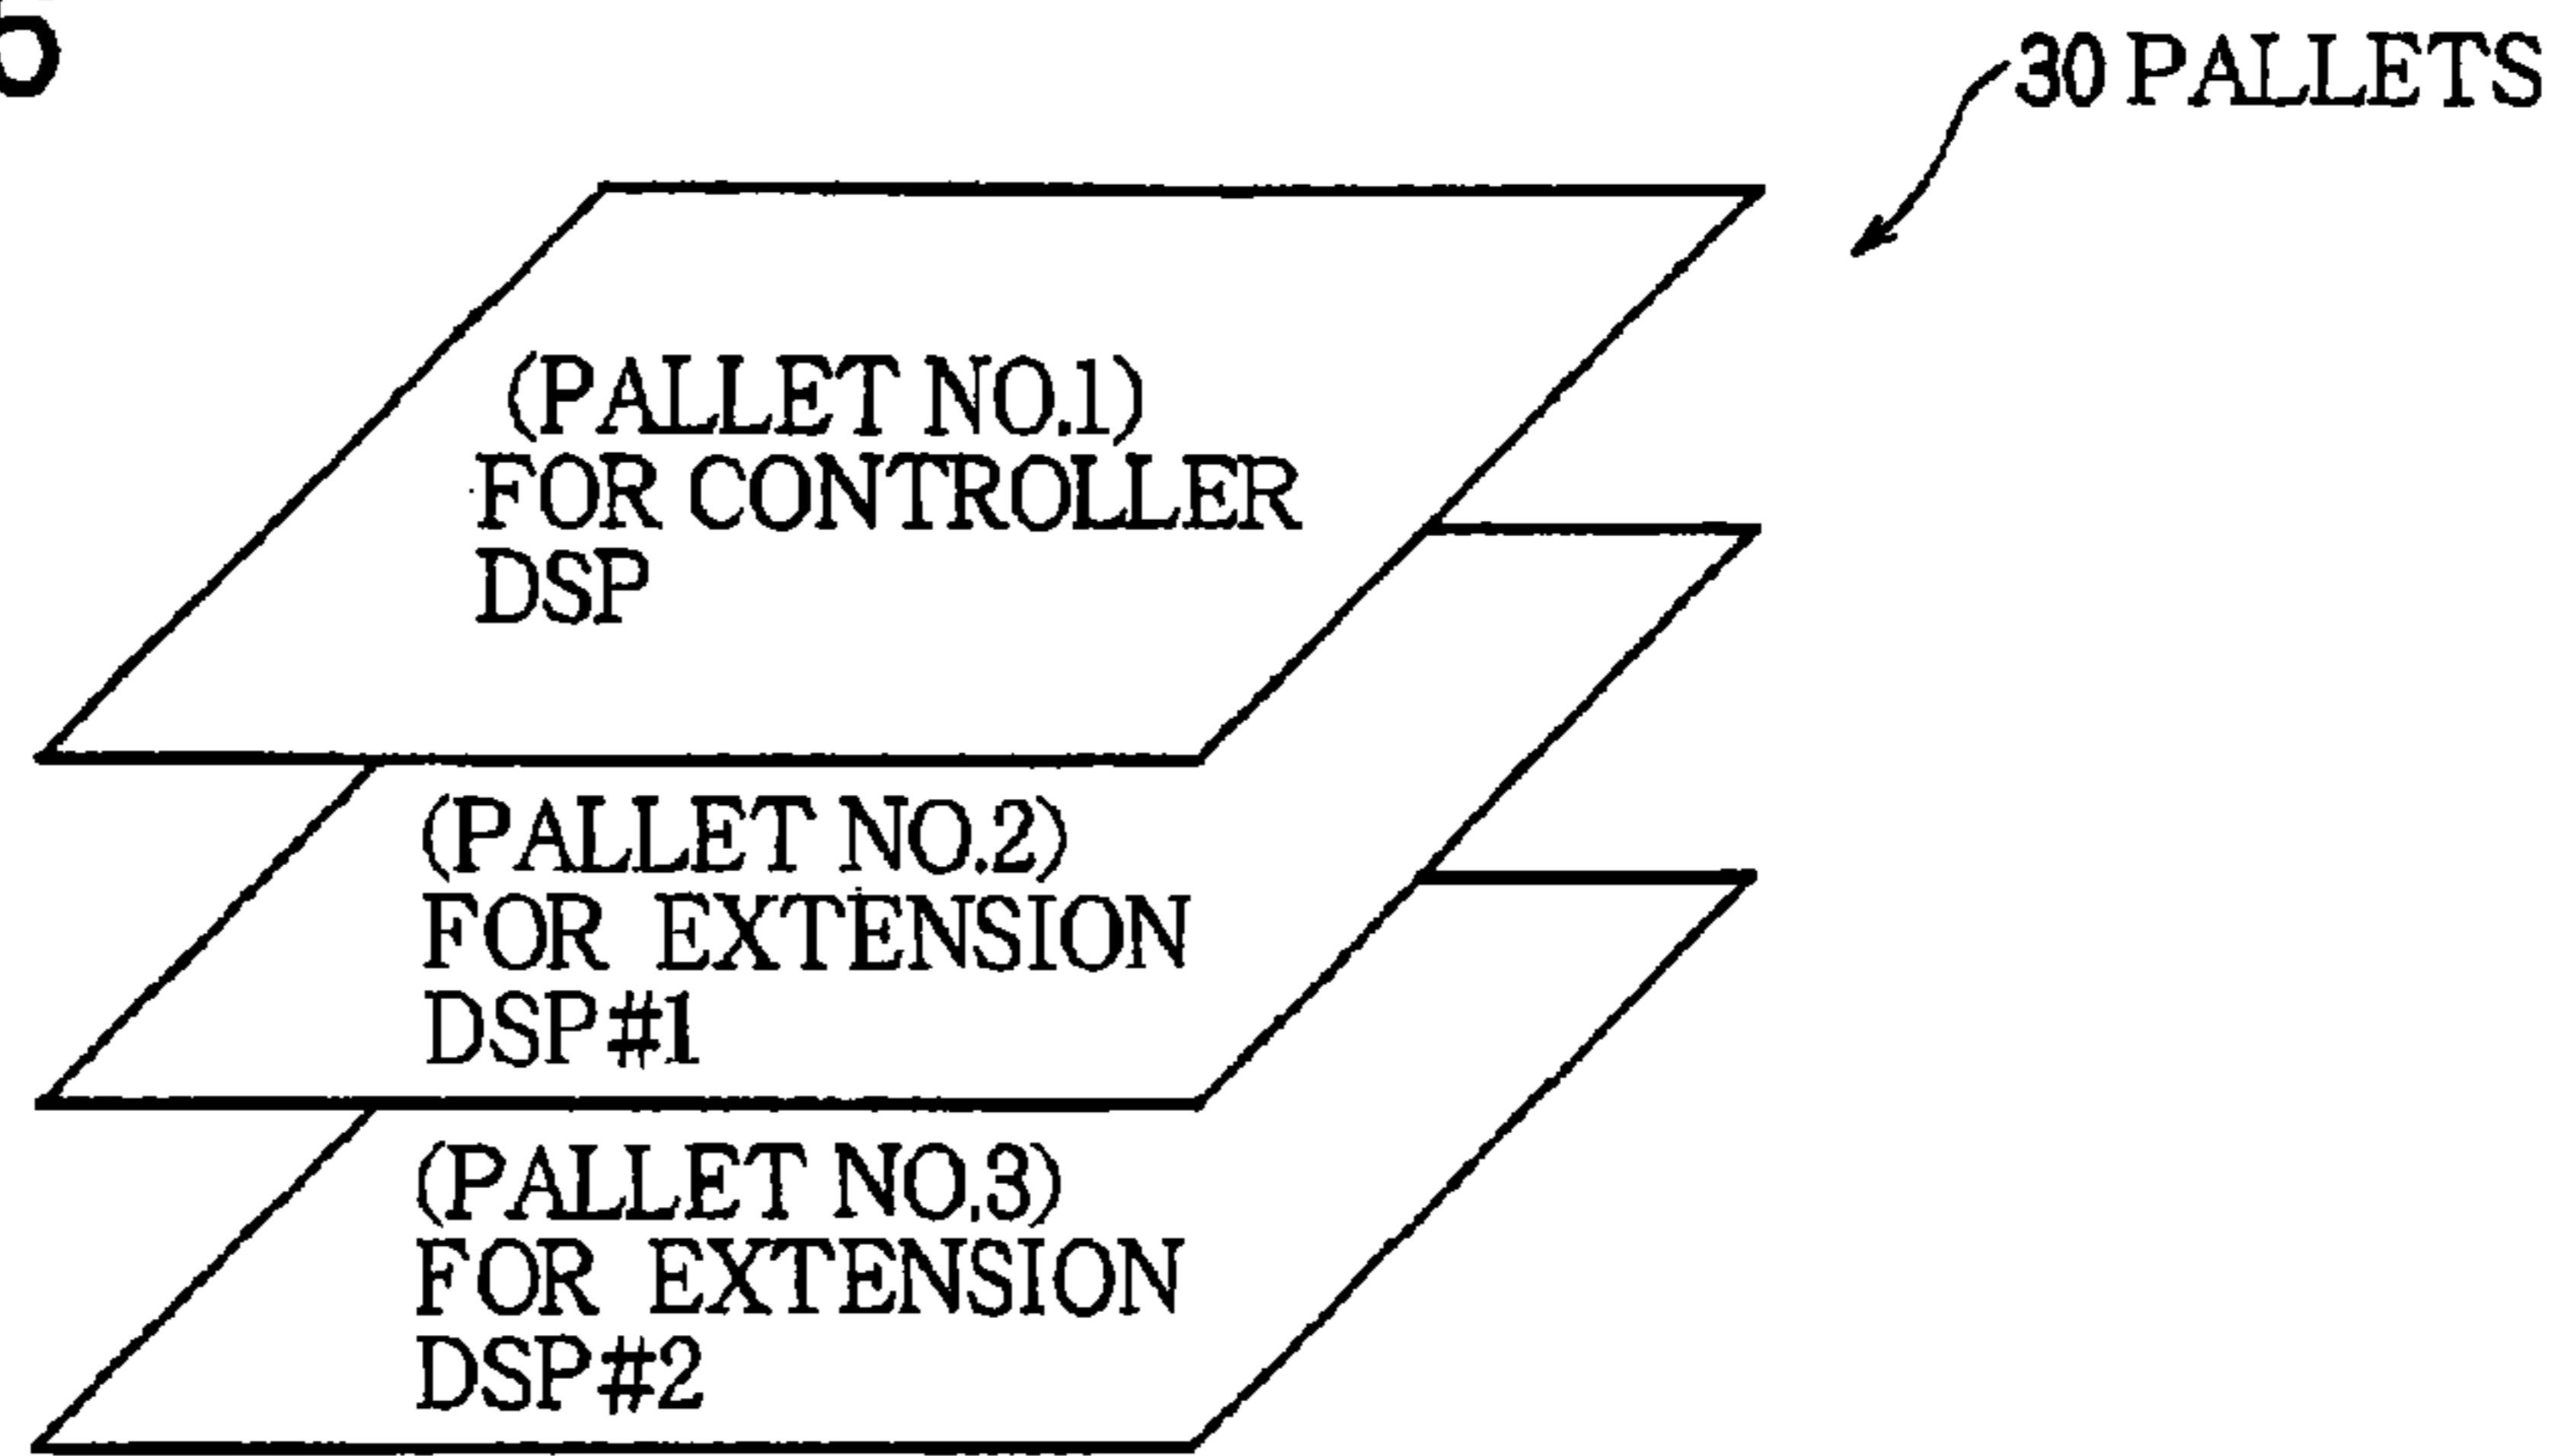 5
30 PALLETS
(PALLET NO.1)
FOR CONTROLLER
DSP
(PALLET NO.2)
FOR EXTENSION
DSP#1
(PALLET NO.3)
FOR EXTENSION
DSP#2